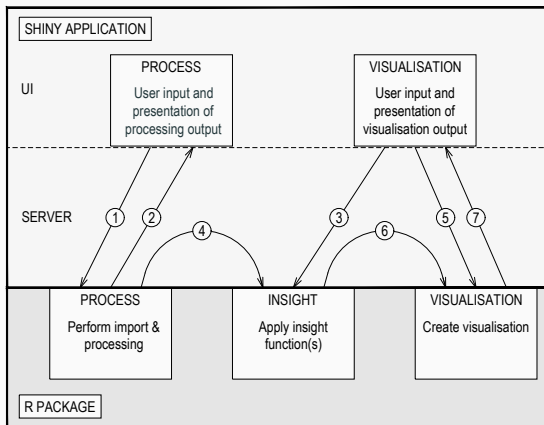 SHINY APPLICATION
UI
PROCESS
User input and
presentation of
processing output
VISUALISATION
User input and
presentation of
visualisation output
SERVER
1
2
4
3
6
5
7
PROCESS
Perform import &
processing
INSIGHT
Apply insight
function(s)
VISUALISATION
Create visualisation
R PACKAGE